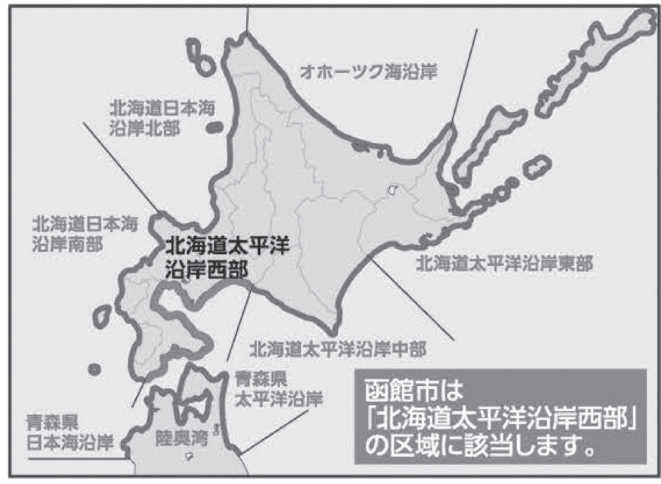 オホーツク海沿岸
北海道日本海
沿岸北部
北海道日本海
沿岸南部
北海道太平洋
沿岸西部
北海道太平洋沿岸東部
北海道太平洋沿岸中部
青森県
太平洋沿岸
青森県
日本海沿岸
陸奥湾
函館市は
「北海道太平洋沿岸西部」
の区域に該当します。